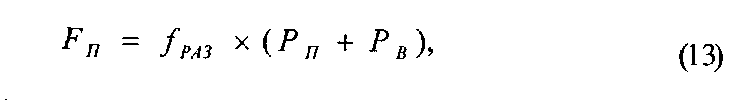 F_П = f_РАЗ × ( P_П + P_В ), (13)